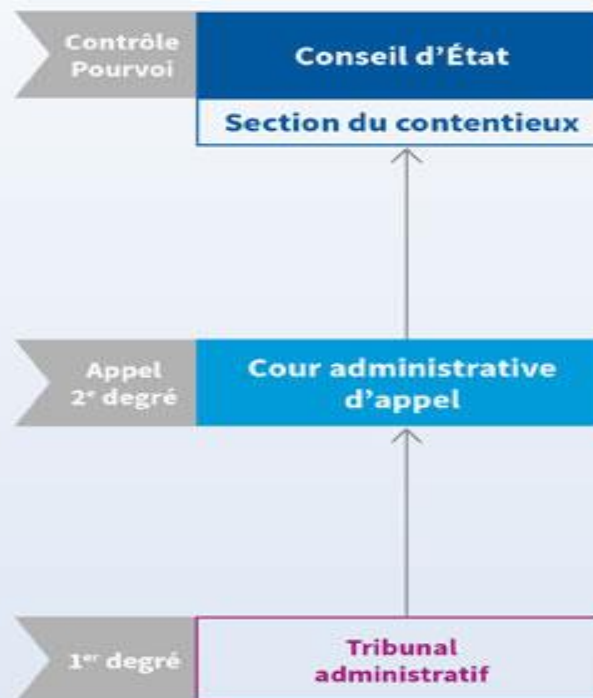 Contrôle
Pourvoi
Conseil d’État
Section du contentieux
Appel
2e degré
Cour administrative
d’appel
1er degré
Tribunal
administratif